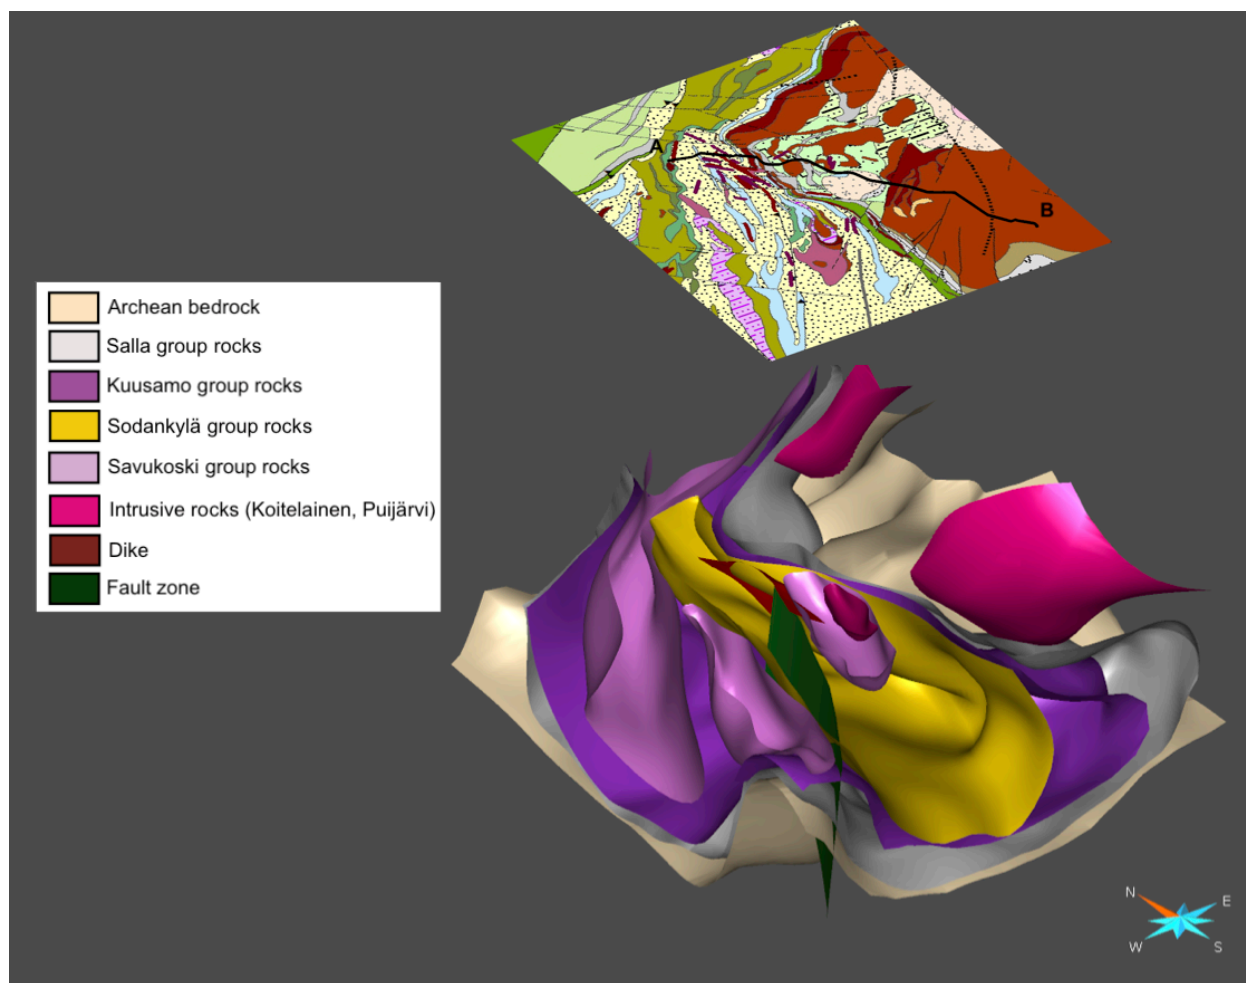 A
B
Archean bedrock
Salla group rocks
Kuusamo group rocks
Sodankylä group rocks
Savukoski group rocks
Intrusive rocks (Koitelainen, Puijärvi)
Dike
Fault zone
N
E
W
S